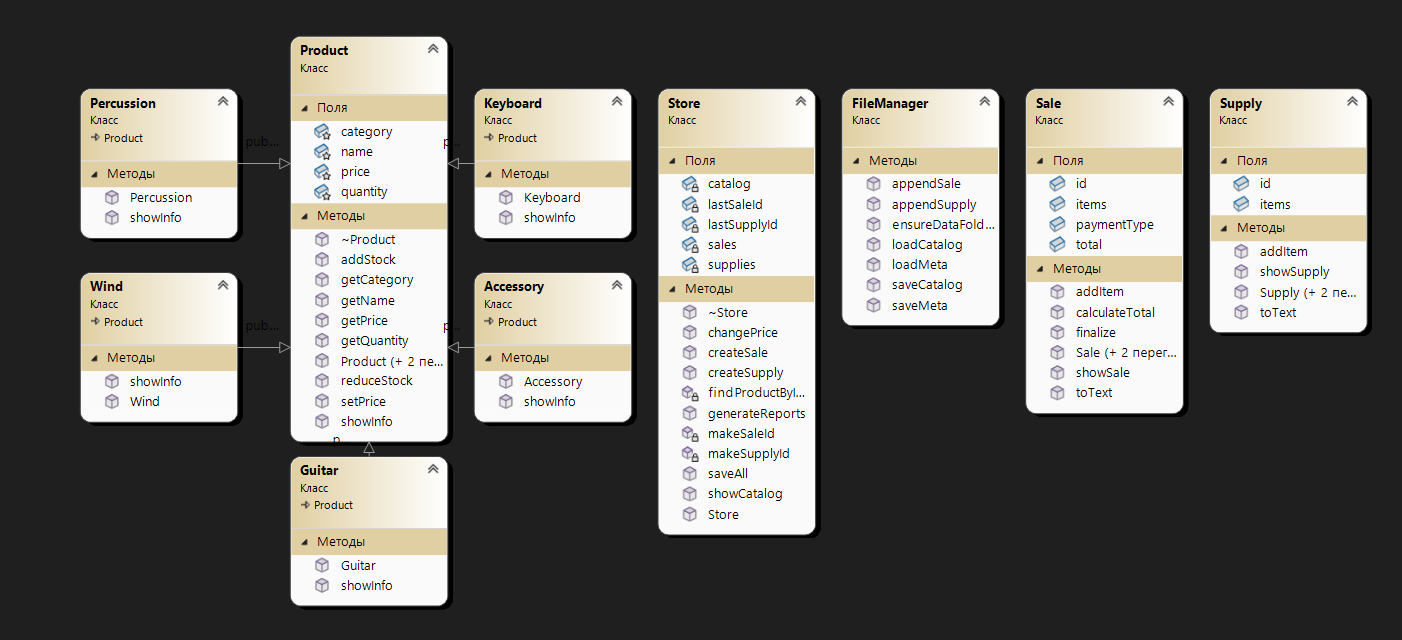 Percussion
Класс
Product
Методы
Percussion
showInfo
Wind
Класс
Product
Методы
showInfo
Wind
pub...
pub...
Product
Класс
Поля
category
name
price
quantity
Методы
~Product
addStock
getCategory
getName
getPrice
getQuantity
Product (+ 2 пе...
reduceStock
setPrice
showInfo
p
Guitar
Класс
Product
Методы
Guitar
showInfo
p...
p...
Keyboard
Класс
Product
Методы
Keyboard
showInfo
Accessory
Класс
Product
Методы
Accessory
showInfo
Store
Класс
Поля
catalog
lastSaleId
lastSupplyId
sales
supplies
Методы
~Store
changePrice
createSale
createSupply
findProductByI...
generateReports
makeSaleId
makeSupplyId
saveAll
showCatalog
Store
FileManager
Класс
Методы
appendSale
appendSupply
ensureDataFold...
loadCatalog
loadMeta
saveCatalog
saveMeta
Sale
Класс
Поля
id
items
paymentType
total
Методы
addItem
calculateTotal
finalize
Sale (+ 2 перег...
showSale
toText
Supply
Класс
Поля
id
items
Методы
addItem
showSupply
Supply (+ 2 пе...
toText